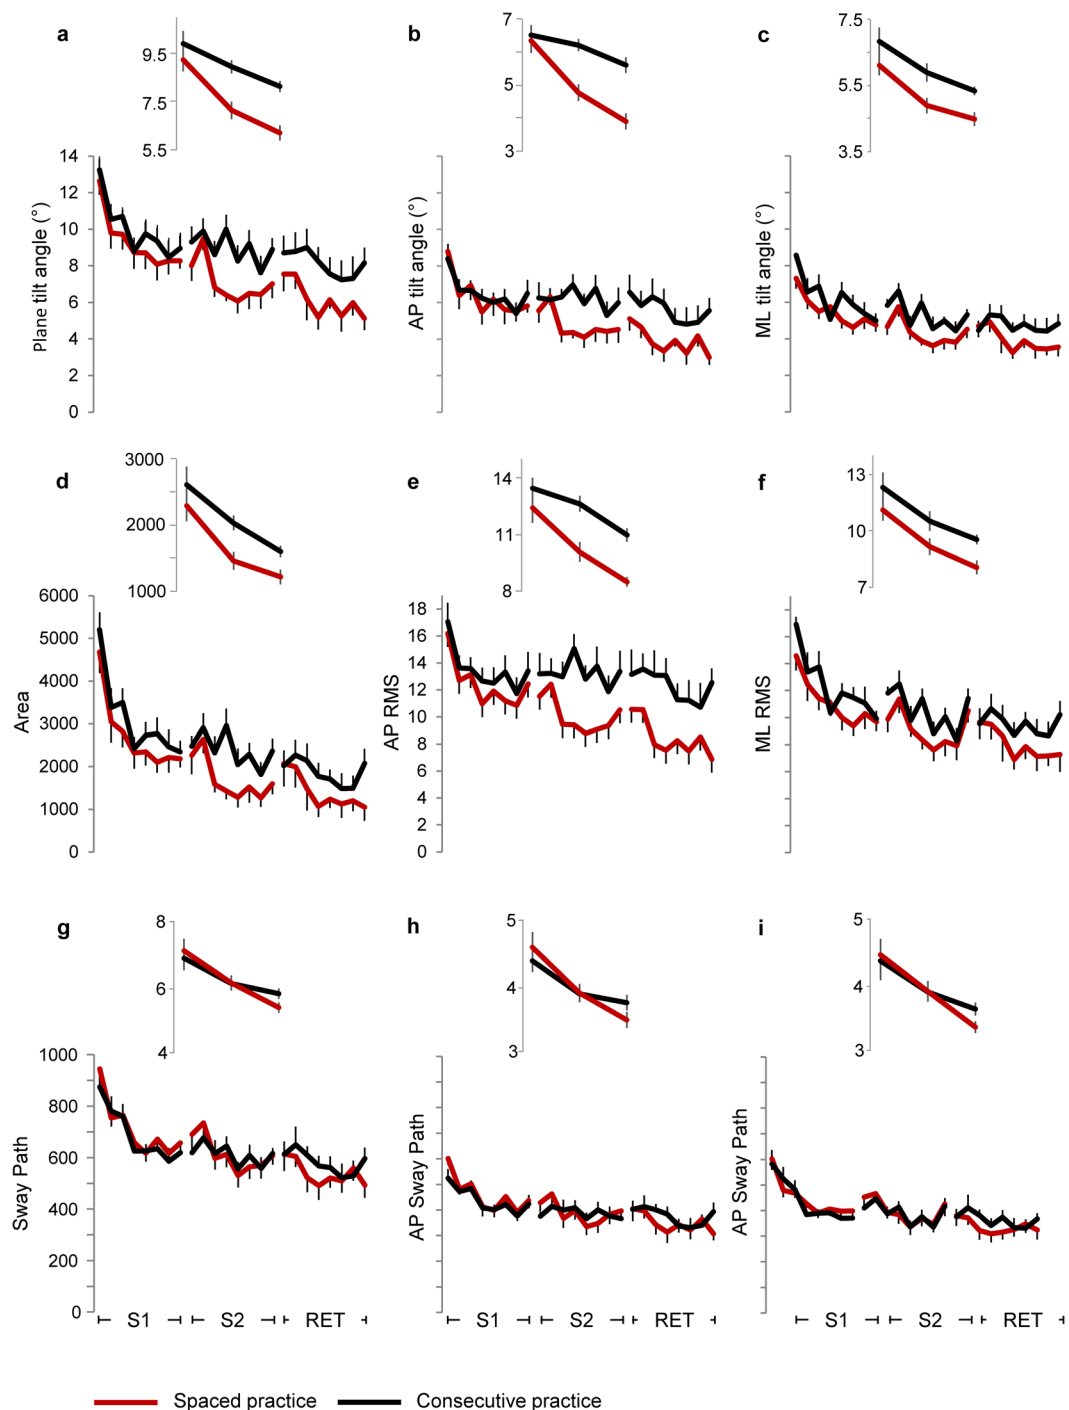 a
9.5
7.5
5.5
b
7
5
3
c
7.5
5.5
3.5
Plane tilt angle (°)
14
12
10
8
6
4
2
0
AP tilt angle (°)
ML tilt angle (°)
d
3000
2000
1000
e
14
11
8
f
13
10
7
Area
6000
5000
4000
3000
2000
1000
0
AP RMS
18
16
14
12
10
8
6
4
2
0
ML RMS
g
8
6
4
h
5
4
3
i
5
4
3
Sway Path
1000
800
600
400
200
0
AP Sway Path
AP Sway Path
S1 S2 RET
S1 S2 RET
S1 S2 RET
Spaced practice Consecutive practice